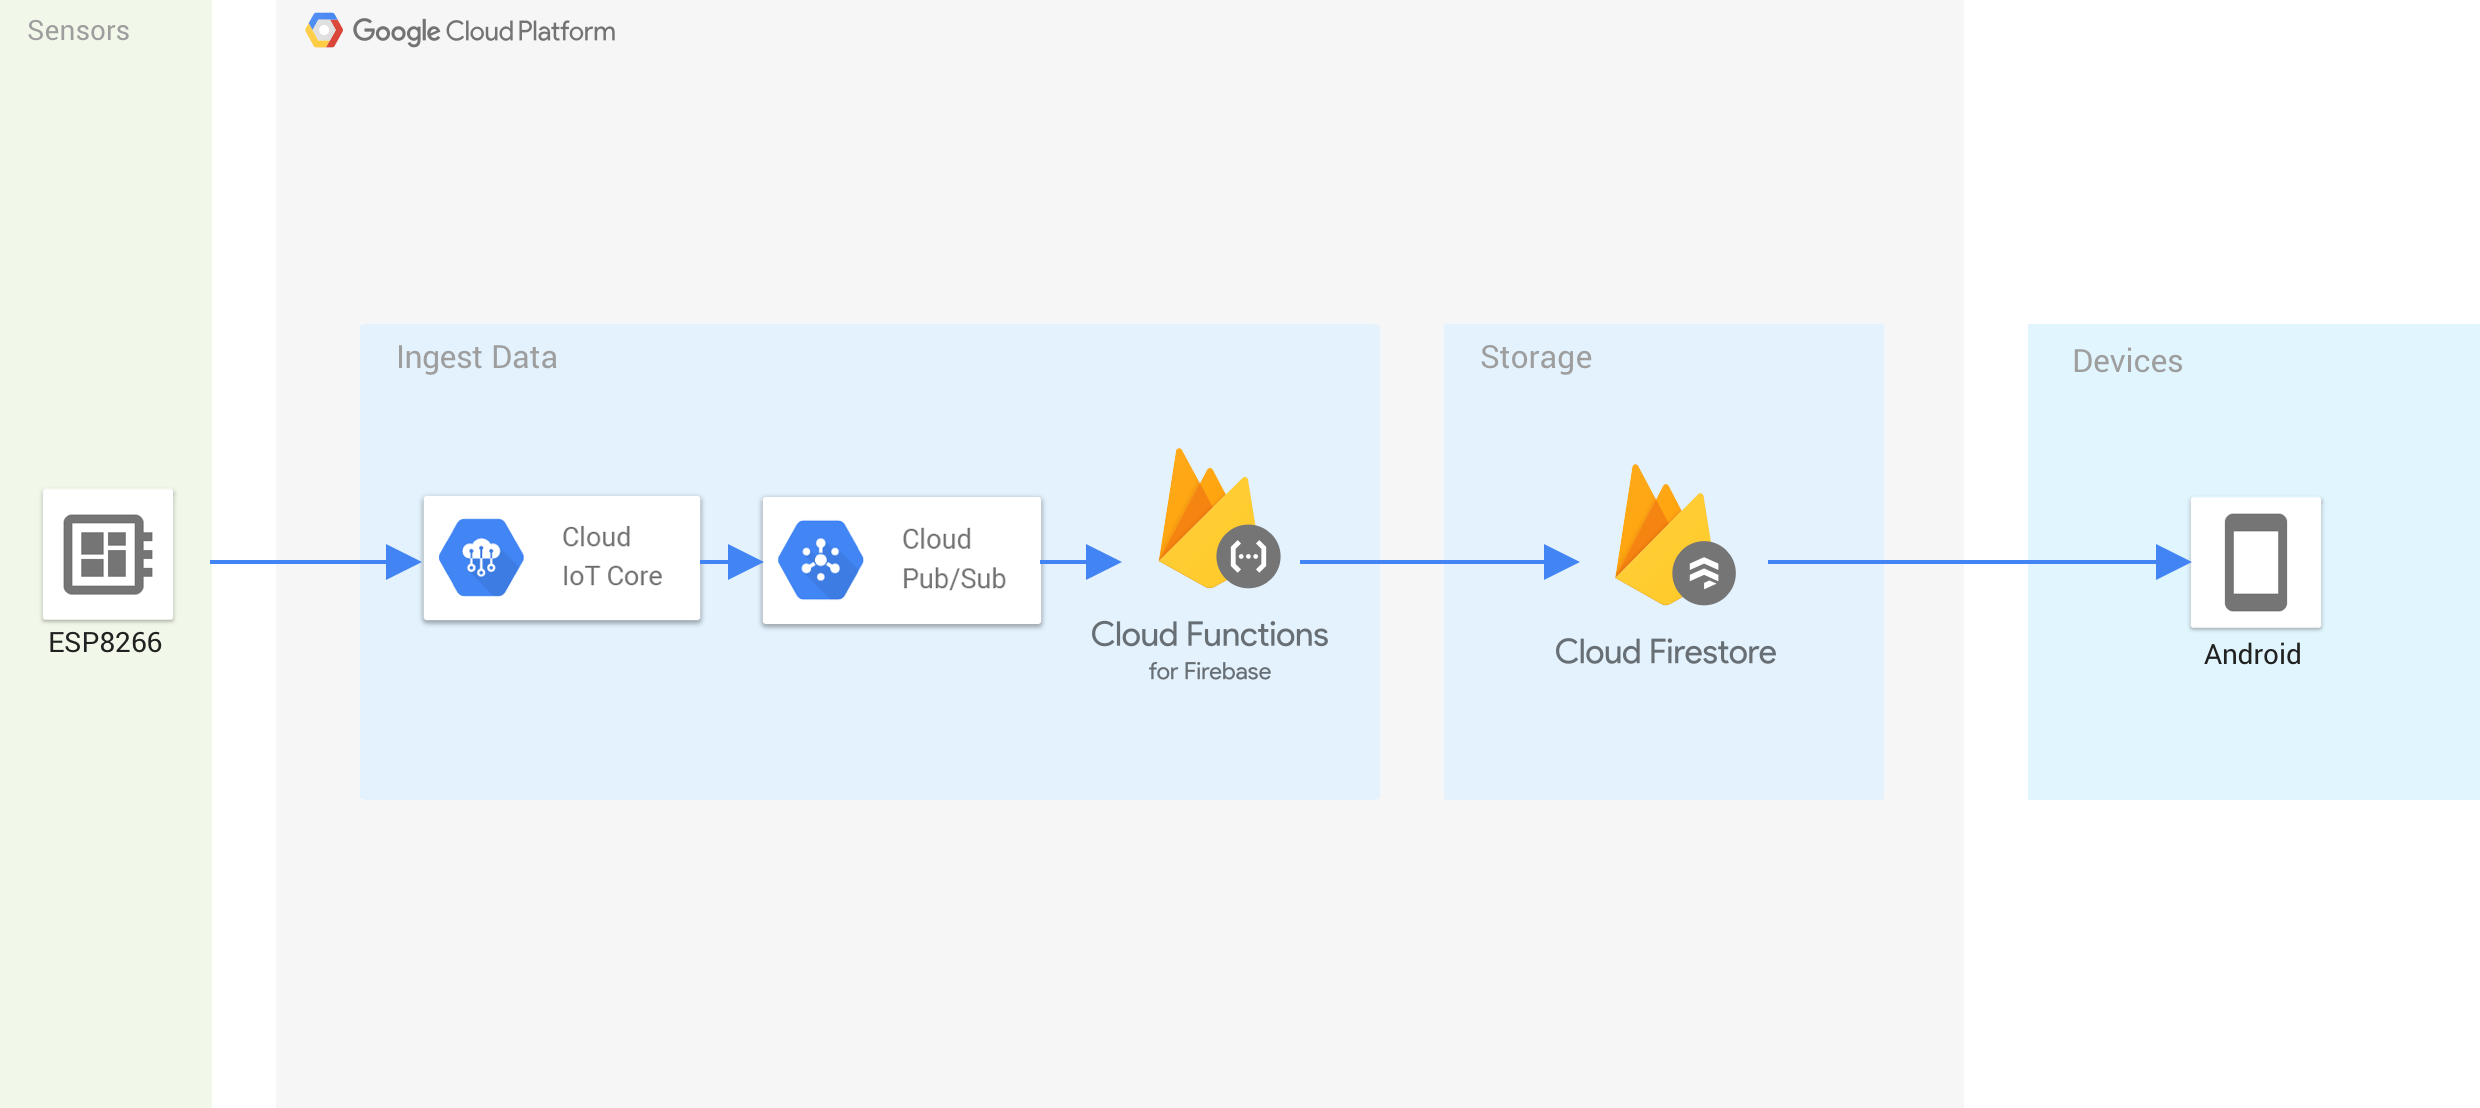 Sensors
Google Cloud Platform
Ingest Data
Storage
Devices
Cloud
IoT Core
Cloud
Pub/Sub
Cloud Functions
for Firebase
Cloud Firestore
ESP8266
Android